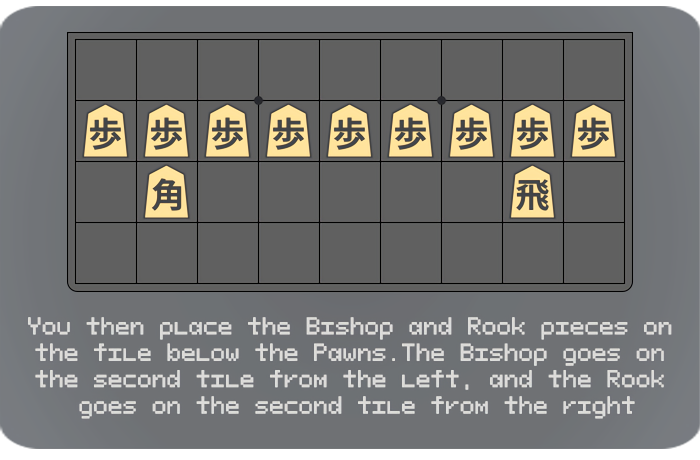 歩歩歩歩歩歩歩歩歩
角 飛
You then place the Bishop and Rook pieces on
the file below the Pawns.The Bishop goes on
the second tile from the left, and the Rook
goes on the second tile from the right